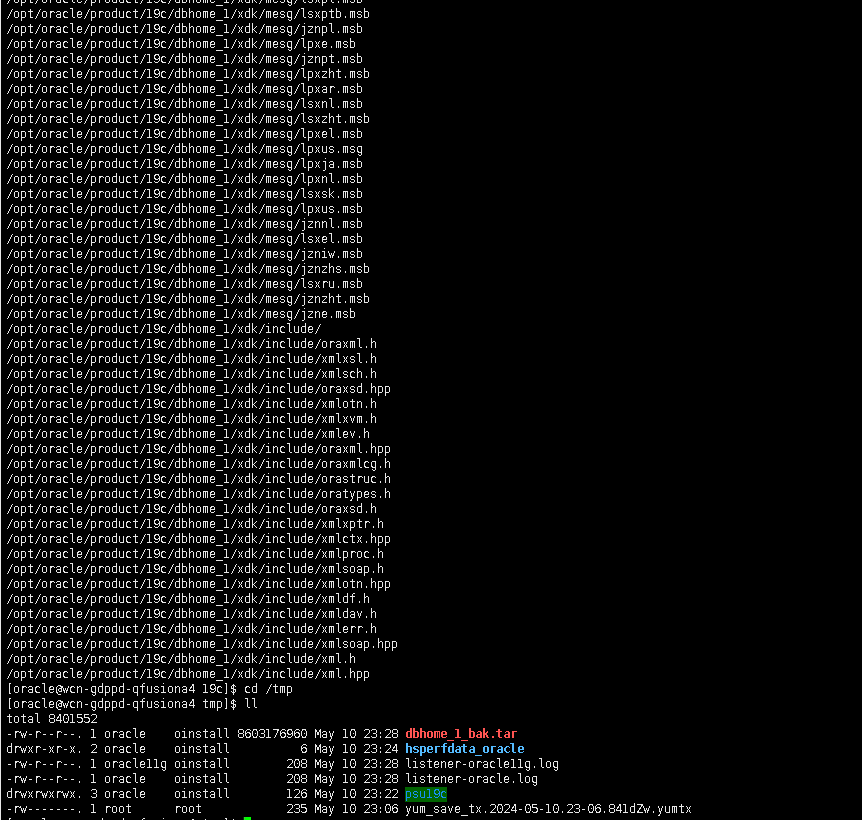 /opt/oracle/product/19c/dbhome_1/xdk/mesg/lsxpl.msb
/opt/oracle/product/19c/dbhome_1/xdk/mesg/lsxptb.msb
/opt/oracle/product/19c/dbhome_1/xdk/mesg/jznpl.msb
/opt/oracle/product/19c/dbhome_1/xdk/mesg/lpxe.msb
/opt/oracle/product/19c/dbhome_1/xdk/mesg/jznpt.msb
/opt/oracle/product/19c/dbhome_1/xdk/mesg/lpxzht.msb
/opt/oracle/product/19c/dbhome_1/xdk/mesg/lpxar.msb
/opt/oracle/product/19c/dbhome_1/xdk/mesg/lsxnl.msb
/opt/oracle/product/19c/dbhome_1/xdk/mesg/lsxzht.msb
/opt/oracle/product/19c/dbhome_1/xdk/mesg/lpxel.msb
/opt/oracle/product/19c/dbhome_1/xdk/mesg/lpxus.msg
/opt/oracle/product/19c/dbhome_1/xdk/mesg/lpxja.msb
/opt/oracle/product/19c/dbhome_1/xdk/mesg/lpxnl.msb
/opt/oracle/product/19c/dbhome_1/xdk/mesg/lsxsk.msb
/opt/oracle/product/19c/dbhome_1/xdk/mesg/lpxus.msb
/opt/oracle/product/19c/dbhome_1/xdk/mesg/jznnl.msb
/opt/oracle/product/19c/dbhome_1/xdk/mesg/lsxel.msb
/opt/oracle/product/19c/dbhome_1/xdk/mesg/jzniw.msb
/opt/oracle/product/19c/dbhome_1/xdk/mesg/jznzhs.msb
/opt/oracle/product/19c/dbhome_1/xdk/mesg/lsxru.msb
/opt/oracle/product/19c/dbhome_1/xdk/mesg/jznzht.msb
/opt/oracle/product/19c/dbhome_1/xdk/mesg/jzne.msb
/opt/oracle/product/19c/dbhome_1/xdk/include/
/opt/oracle/product/19c/dbhome_1/xdk/include/oraxml.h
/opt/oracle/product/19c/dbhome_1/xdk/include/xmlxsl.h
/opt/oracle/product/19c/dbhome_1/xdk/include/xmlsch.h
/opt/oracle/product/19c/dbhome_1/xdk/include/oraxsd.hpp
/opt/oracle/product/19c/dbhome_1/xdk/include/xmlotn.h
/opt/oracle/product/19c/dbhome_1/xdk/include/xmlxvm.h
/opt/oracle/product/19c/dbhome_1/xdk/include/xmlev.h
/opt/oracle/product/19c/dbhome_1/xdk/include/oraxml.hpp
/opt/oracle/product/19c/dbhome_1/xdk/include/oraxmlcg.h
/opt/oracle/product/19c/dbhome_1/xdk/include/orastruc.h
/opt/oracle/product/19c/dbhome_1/xdk/include/oratypes.h
/opt/oracle/product/19c/dbhome_1/xdk/include/oraxsd.h
/opt/oracle/product/19c/dbhome_1/xdk/include/xmlxptr.h
/opt/oracle/product/19c/dbhome_1/xdk/include/xmlctx.hpp
/opt/oracle/product/19c/dbhome_1/xdk/include/xmlproc.h
/opt/oracle/product/19c/dbhome_1/xdk/include/xmlsoap.h
/opt/oracle/product/19c/dbhome_1/xdk/include/xmlotn.hpp
/opt/oracle/product/19c/dbhome_1/xdk/include/xmldf.h
/opt/oracle/product/19c/dbhome_1/xdk/include/xmldav.h
/opt/oracle/product/19c/dbhome_1/xdk/include/xmlerr.h
/opt/oracle/product/19c/dbhome_1/xdk/include/xmlsoap.hpp
/opt/oracle/product/19c/dbhome_1/xdk/include/xml.h
/opt/oracle/product/19c/dbhome_1/xdk/include/xml.hpp
[oracle@wcn-gdppd-qfusiona4 19c]$ cd /tmp
[oracle@wcn-gdppd-qfusiona4 tmp]$ ll
total 8401552
-rw-r--r--. 1 oracle    oinstall 8603176960 May 10 23:28 dbhome_1_bak.tar
drwxr-xr-x. 2 oracle    oinstall          6 May 10 23:24 hsperfdata_oracle
-rw-r--r--. 1 oracle11g oinstall        208 May 10 23:28 listener-oracle11g.log
-rw-r--r--. 1 oracle    oinstall        208 May 10 23:28 listener-oracle.log
drwxrwxrwx. 3 oracle    oinstall        126 May 10 23:22 psu19c
-rw-------. 1 root      root            235 May 10 23:06 yum_save_tx.2024-05-10.23-06.841dZw.yumtx